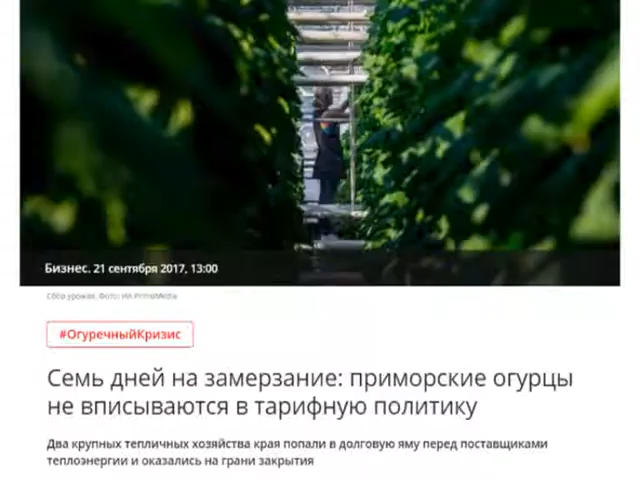 Бизнес. 21 сентября 2017, 13:00
Сбор урожая. Фото: ИА PrimaMedia
#ОгуречныйКризис
Семь дней на замерзание: приморские огурцы
не вписываются в тарифную политику
Два крупных тепличных хозяйства края попали в долговую яму перед поставщиками
теплоэнергии и оказались на грани закрытия